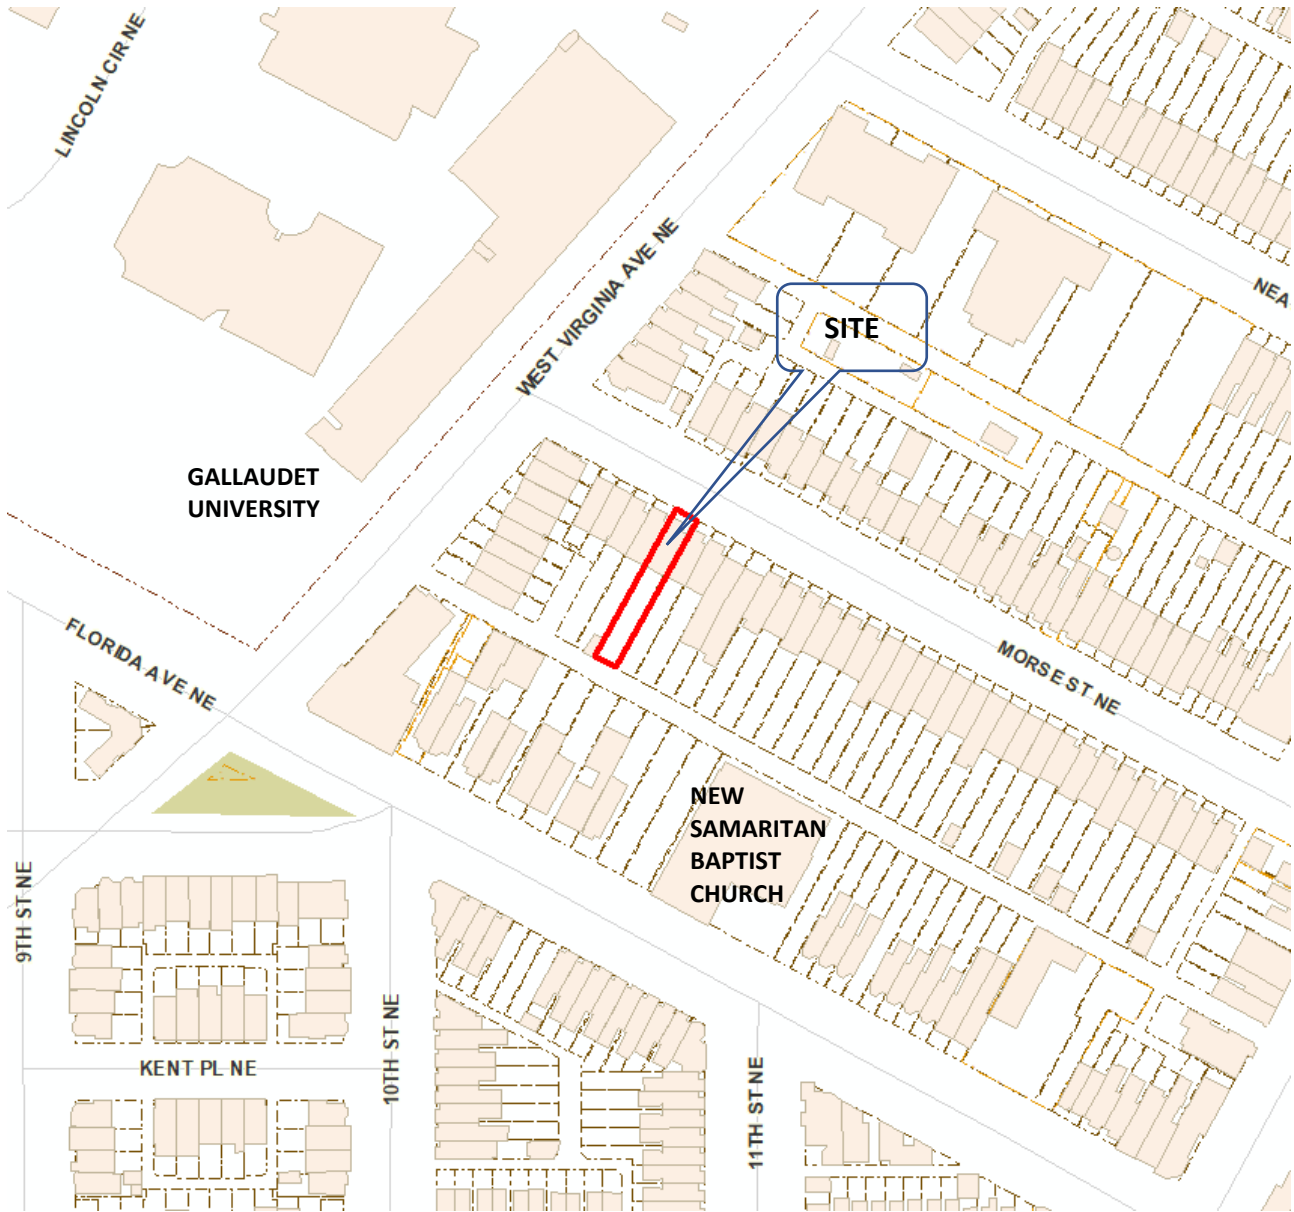 LINCOLN CIR NE
WEST VIRGINIA AVE NE
NEA
SITE
GALLAUDET
UNIVERSITY
FLORIDA AVE NE
MORSE ST NE
NEW
SAMARITAN
BAPTIST
CHURCH
9TH ST NE
10TH ST NE
KENT PL NE
11TH ST NE